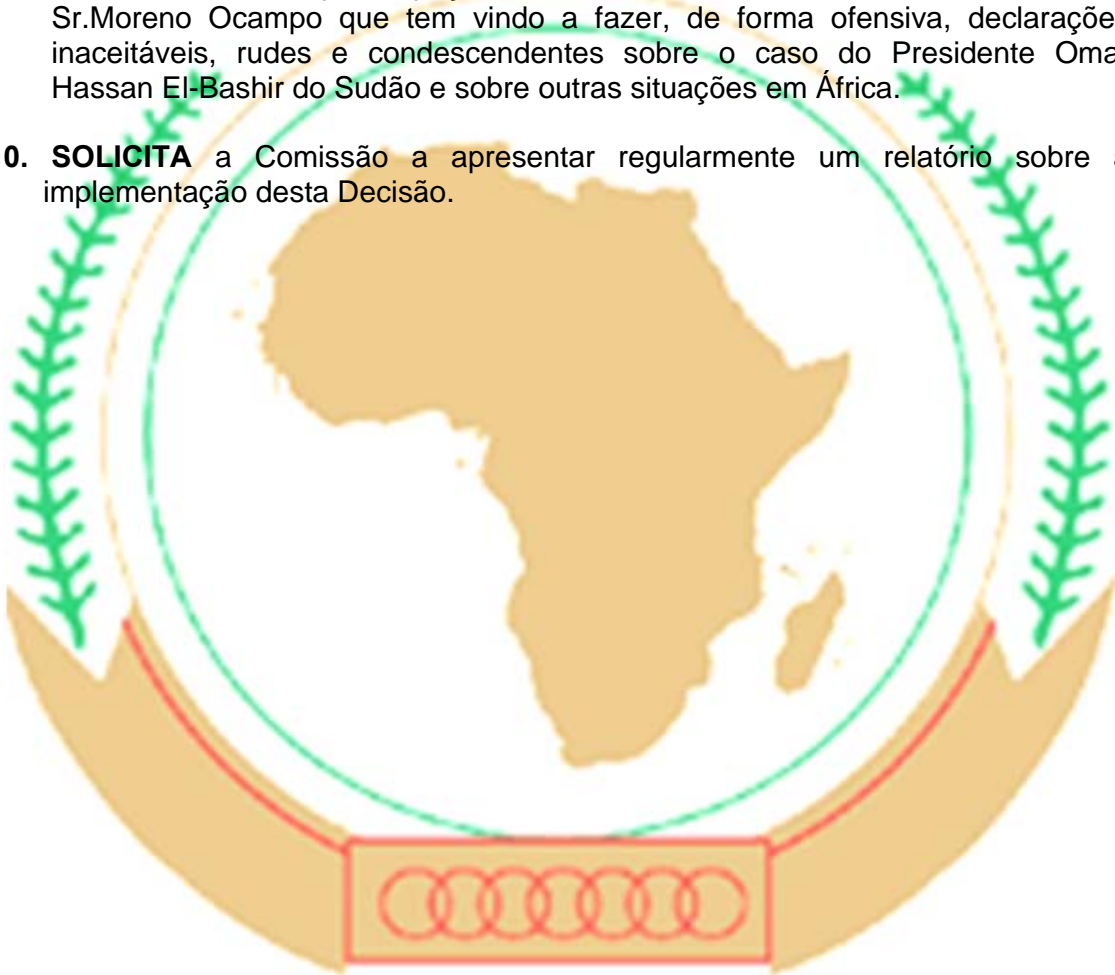 Sr.Moreno Ocampo que tem vindo a fazer, de forma ofensiva, declaraçõe
inaceitáveis, rudes e condescendentes sobre o caso do Presidente Oma
Hassan El-Bashir do Sudão e sobre outras situações em África.
0. SOLICITA a Comissão a apresentar regularmente um relatório sobre a
implementação desta Decisão.